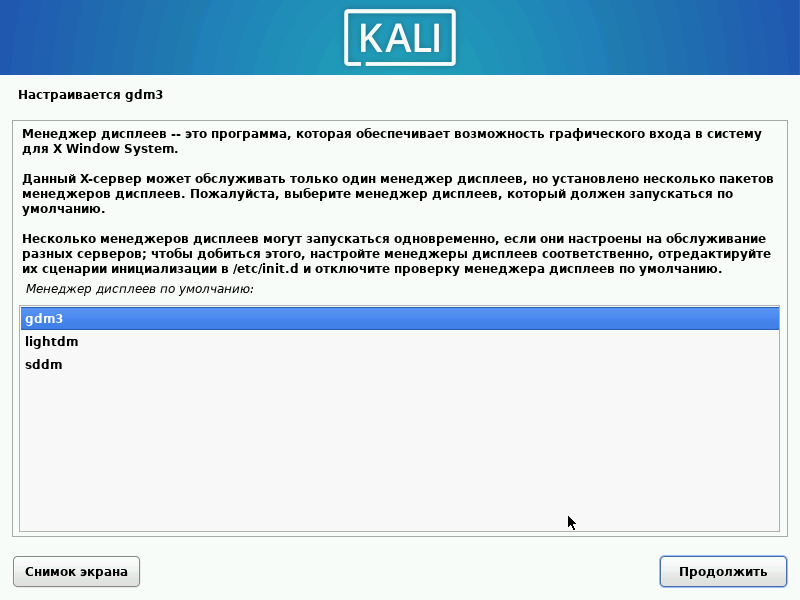 KALI
Настраивается gdm3
Менеджер дисплеев -- это программа, которая обеспечивает возможность графического входа в систему
для X Window System.
Данный X-сервер может обслуживать только один менеджер дисплеев, но установлено несколько пакетов
менеджеров дисплеев. Пожалуйста, выберите менеджер дисплеев, который должен запускаться по
умолчанию.
Несколько менеджеров дисплеев могут запускаться одновременно, если они настроены на обслуживание
разных серверов; чтобы добиться этого, настройте менеджеры дисплеев соответственно, отредактируйте
их сценарии инициализации в /etc/init.d и отключите проверку менеджера дисплеев по умолчанию.
Менеджер дисплеев по умолчанию:
gdm3
lightdm
sddm
Снимок экрана
Продолжить